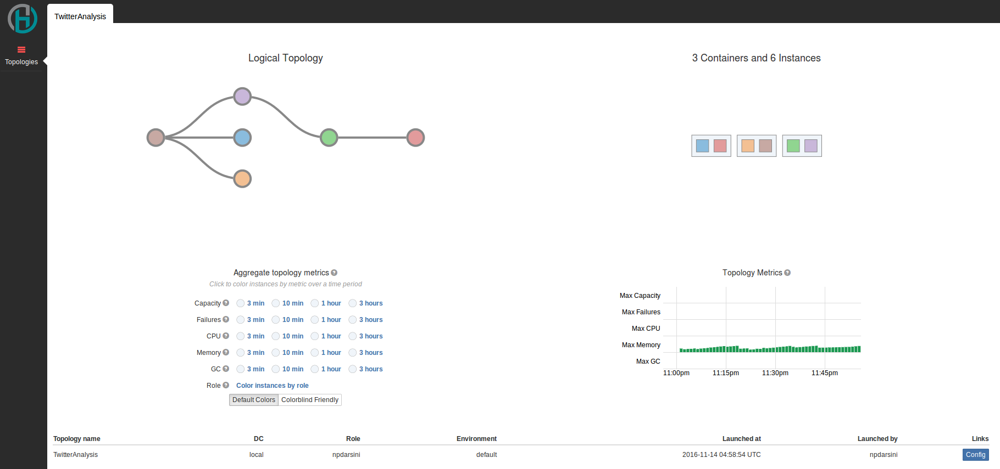 TwitterAnalysis
Topologies
Logical Topology
3 Containers and 6 Instances
Aggregate topology metrics ?
Click to color instances by metric over a time period
Capacity ? 3 min 10 min 1 hour 3 hours
Failures ? 3 min 10 min 1 hour 3 hours
CPU ? 3 min 10 min 1 hour 3 hours
Memory ? 3 min 10 min 1 hour 3 hours
GC ? 3 min 10 min 1 hour 3 hours
Role ? Color instances by role
Default Colors Colorblind Friendly
Topology Metrics ?
Max Capacity
Max Failures
Max CPU
Max Memory
Max GC
11:00pm 11:15pm 11:30pm 11:45pm
Topology name DC Role Environment Launched at Launched by Links
TwitterAnalysis local npdarsini default 2016-11-14 04:58:54 UTC npdarsini Config